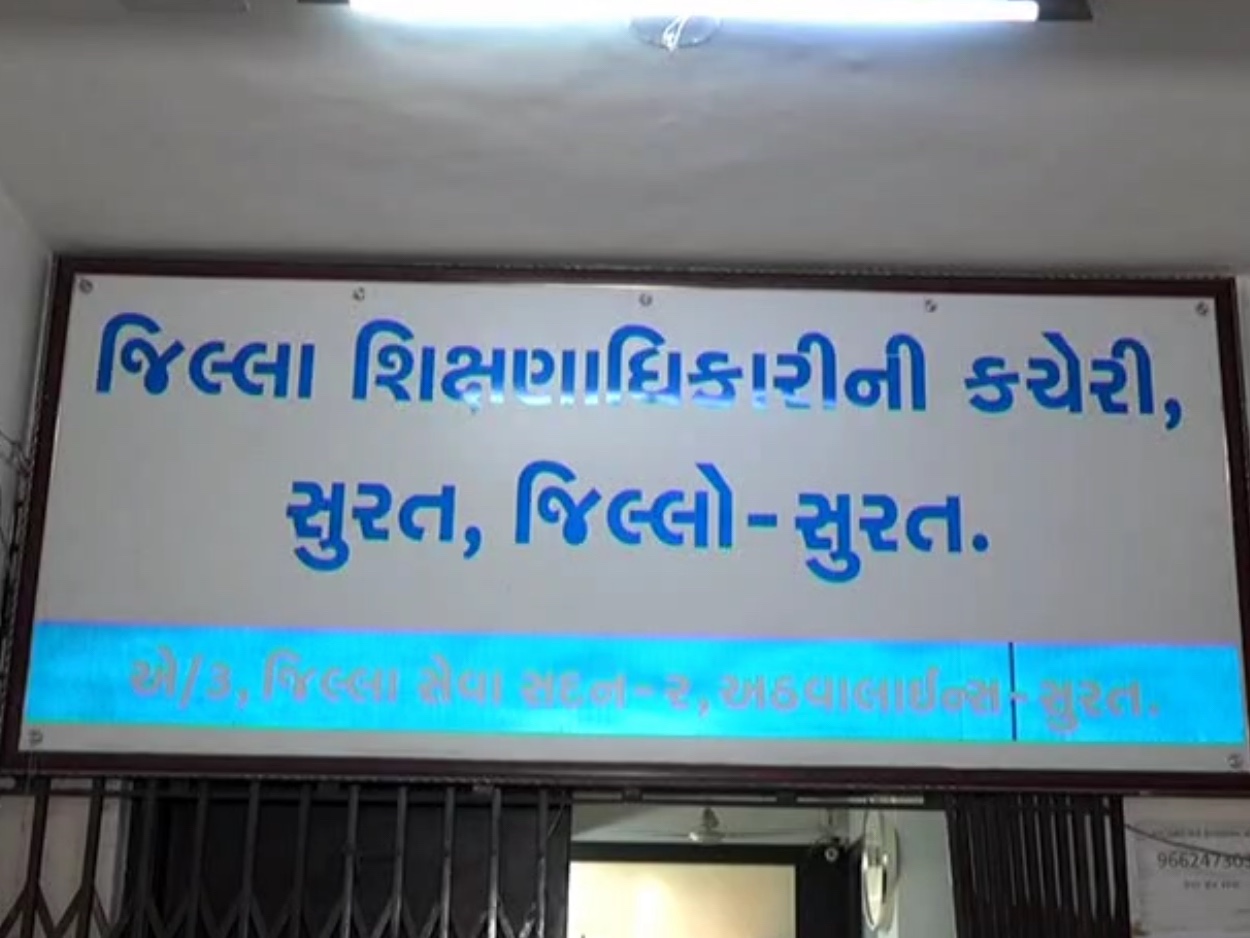 જિલ્લા શિક્ષણાધિકારીની કચેરી,
સુરત, જિલ્લો-સુરત.
એ/૩, જિલ્લા સેવા સદન-૨, અઠવાલાઈન્સ-સુરત.